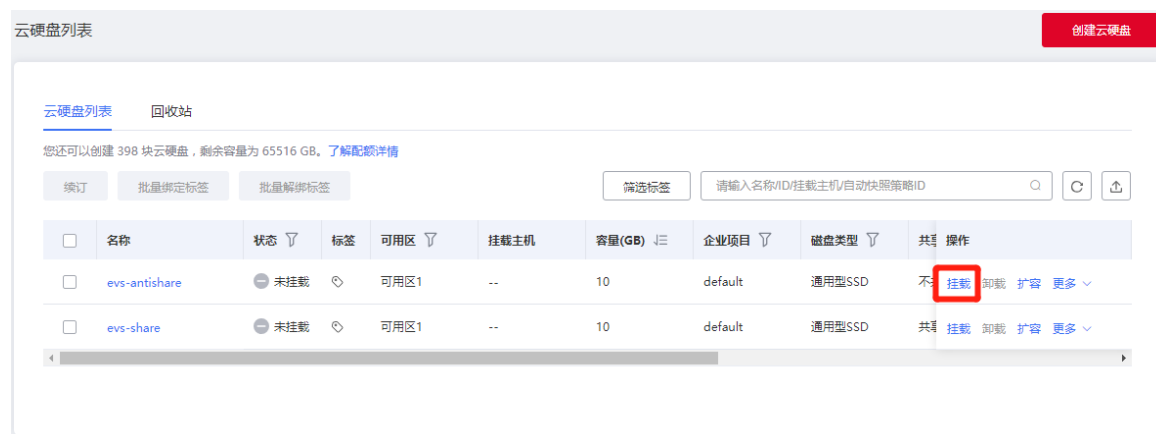 云硬盘列表 创建云硬盘
云硬盘列表 回收站
您还可以创建 398 块云硬盘，剩余容量为 65516 GB。了解配额详情
续订 批量绑定标签 批量解绑标签 筛选标签 请输入名称/ID/挂载主机/自动快照策略ID
名称 状态 标签 可用区 挂载主机 容量(GB) 企业项目 磁盘类型 共享 操作
evs-antishare 未挂载 可用区1 -- 10 default 通用型SSD 不 挂载 卸载 扩容 更多
evs-share 未挂载 可用区1 -- 10 default 通用型SSD 共享 挂载 卸载 扩容 更多